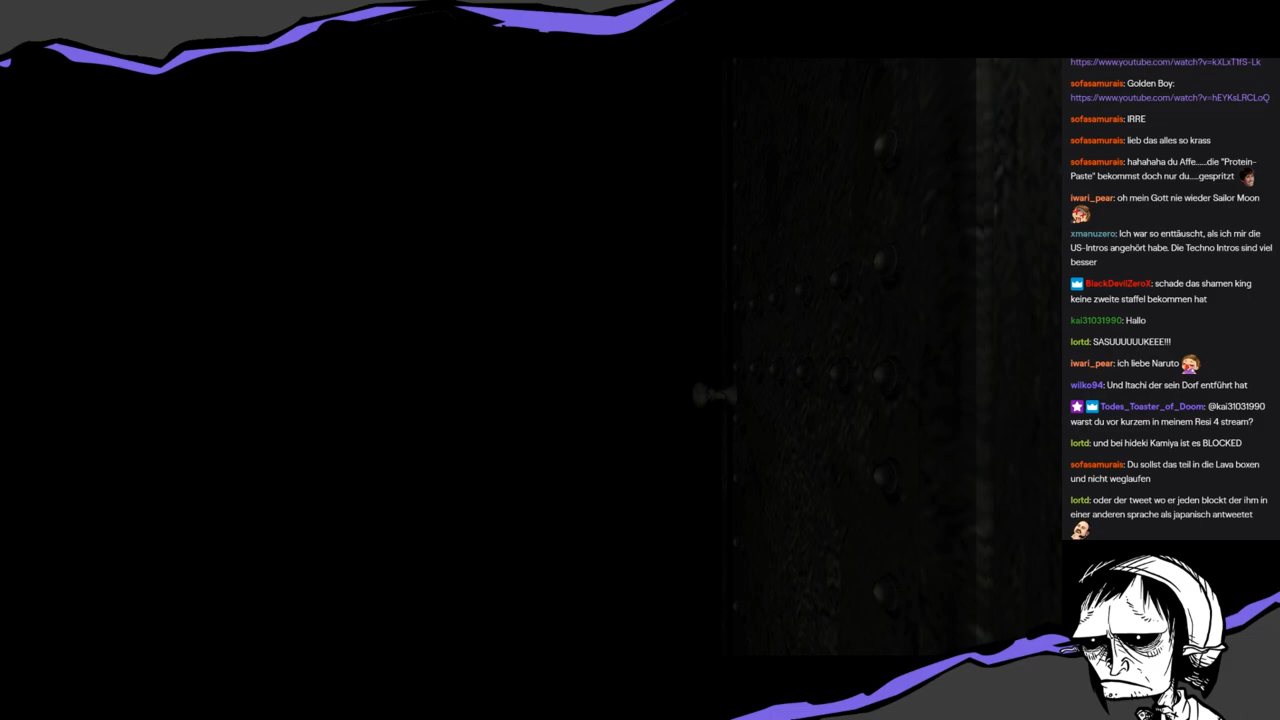 https://www.youtube.com/watch?v=kXLxT1fS-Lk
sofasamurais: Golden Boy:
https://www.youtube.com/watch?v=hEYKsLRCLoQ
sofasamurais: IRRE
sofasamurais: lieb das alles so krass
sofasamurais: hahahaha du Affe......die "Protein-
Paste" bekommst doch nur du.....gespritzt
iwari_pear: oh mein Gott nie wieder Sailor Moon
xmanuzero: Ich war so enttäuscht, als ich mir die
US-Intros angehört habe. Die Techno Intros sind viel
besser
BlackDevilZeroX: schade das shamen king
keine zweite staffel bekommen hat
kai31031990: Hallo
lortd: SASUUUUUUKEEE!!!
iwari_pear: ich liebe Naruto
wilko94: Und Itachi der sein Dorf entführt hat
Todes_Toaster_of_Doom: @kai31031990
warst du vor kurzem in meinem Resi 4 stream?
lortd: und bei hideki Kamiya ist es BLOCKED
sofasamurais: Du sollst das teil in die Lava boxen
und nicht weglaufen
lortd: oder der tweet wo er jeden blockt der ihm in
einer anderen sprache als japanisch antweetet